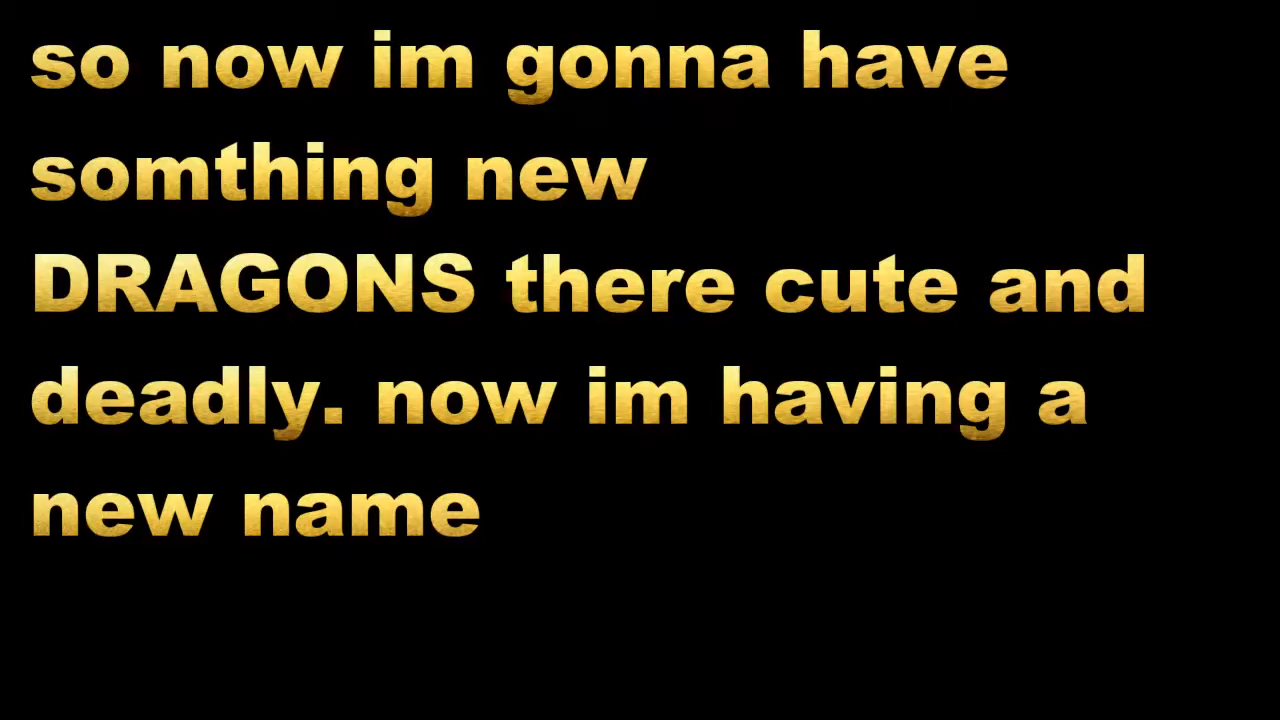 so now im gonna have
somthing new
DRAGONS there cute and
deadly. now im having a
new name